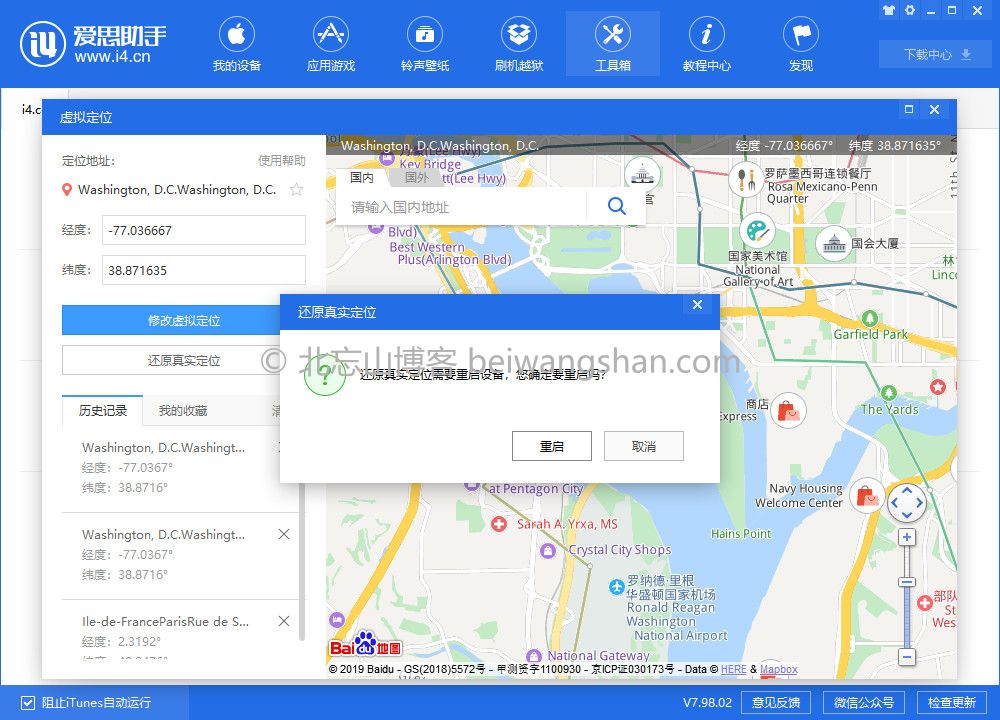 爱思助手
www.i4.cn
我的设备
应用游戏
铃声壁纸
刷机越狱
工具箱
教程中心
发现
下载中心
i4.c
虚拟定位
定位地址:
使用帮助
Washington, D.C.Washington, D.C.
经度:
-77.036667
纬度:
38.871635
修改虚拟定位
还原真实定位
历史记录
我的收藏
清
Washington, D.C.Washingt...
经度: -77.0367°
纬度: 38.8716°
Washington, D.C.Washingt...
经度: -77.0367°
纬度: 38.8716°
Ile-de-FranceParisRue de S...
经度: 2.3192°
Washington, D.C.Washington, D.C.
经度 -77.036667°
纬度 38.871635°
Key Bridge
tt(Lee Hwy)
国内
国外
请输入国内地址
Blvd)
Best Western
Plus(Arlington Blvd)
宫
罗萨墨西哥连锁餐厅
Rosa Mexicano-Penn
Quarter
11th S
国家美术馆
National
Gallery of Art
国会大厦
林
Linc
Garfield Park
The Yards
商店
Express
还原真实定位
还原真实定位需要重启设备，您确定要重启吗?
重启
取消
© 北忘山博客 beiwangshan.com
at Pentagon City
Sarah A. Yrxa, MS
Crystal City Shops
Navy Housing
Welcome Center
Hains Point
罗纳德·里根
华盛顿国家机场
Ronald Reagan
Washington
National Airport
部队
St
Wes
National Gateway
Bai du 地图
© 2019 Baidu - GS(2018)5572号 - 甲测资字1100930 - 京ICP证030173号 - Data © HERE & Mapbox
阻止iTunes自动运行
V7.98.02
意见反馈
微信公众号
检查更新